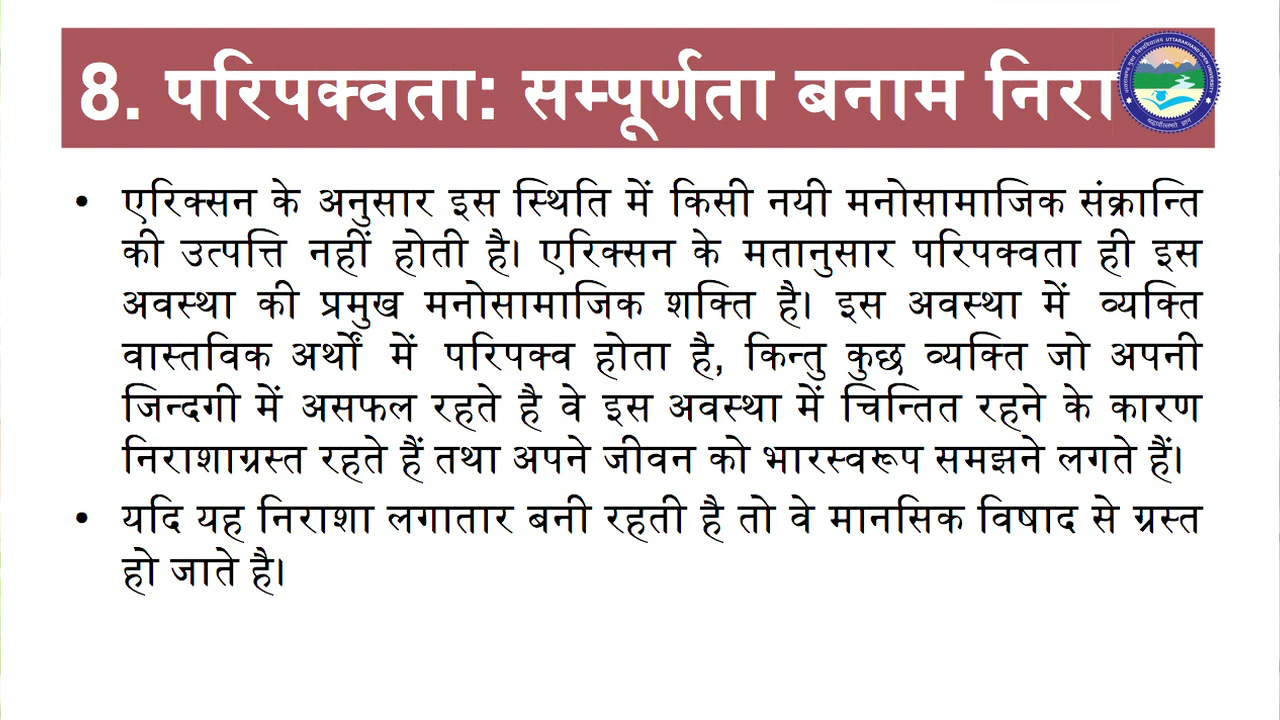 8. परिपक्वता: सम्पूर्णता बनाम निरा
UTTARAKHAND OPEN UNIVERSITY
• एरिक्सन के अनुसार इस स्थिति में किसी नयी मनोसामाजिक संक्रान्ति
की उत्पत्ति नहीं होती है। एरिक्सन के मतानुसार परिपक्वता ही इस
अवस्था की प्रमुख मनोसामाजिक शक्ति है। इस अवस्था में व्यक्ति
वास्तविक अर्थों में परिपक्व होता है, किन्तु कुछ व्यक्ति जो अपनी
जिन्दगी में असफल रहते है वे इस अवस्था में चिन्तित रहने के कारण
निराशाग्रस्त रहते हैं तथा अपने जीवन को भारस्वरूप समझने लगते हैं।
• यदि यह निराशा लगातार बनी रहती है तो वे मानसिक विषाद से ग्रस्त
हो जाते है।